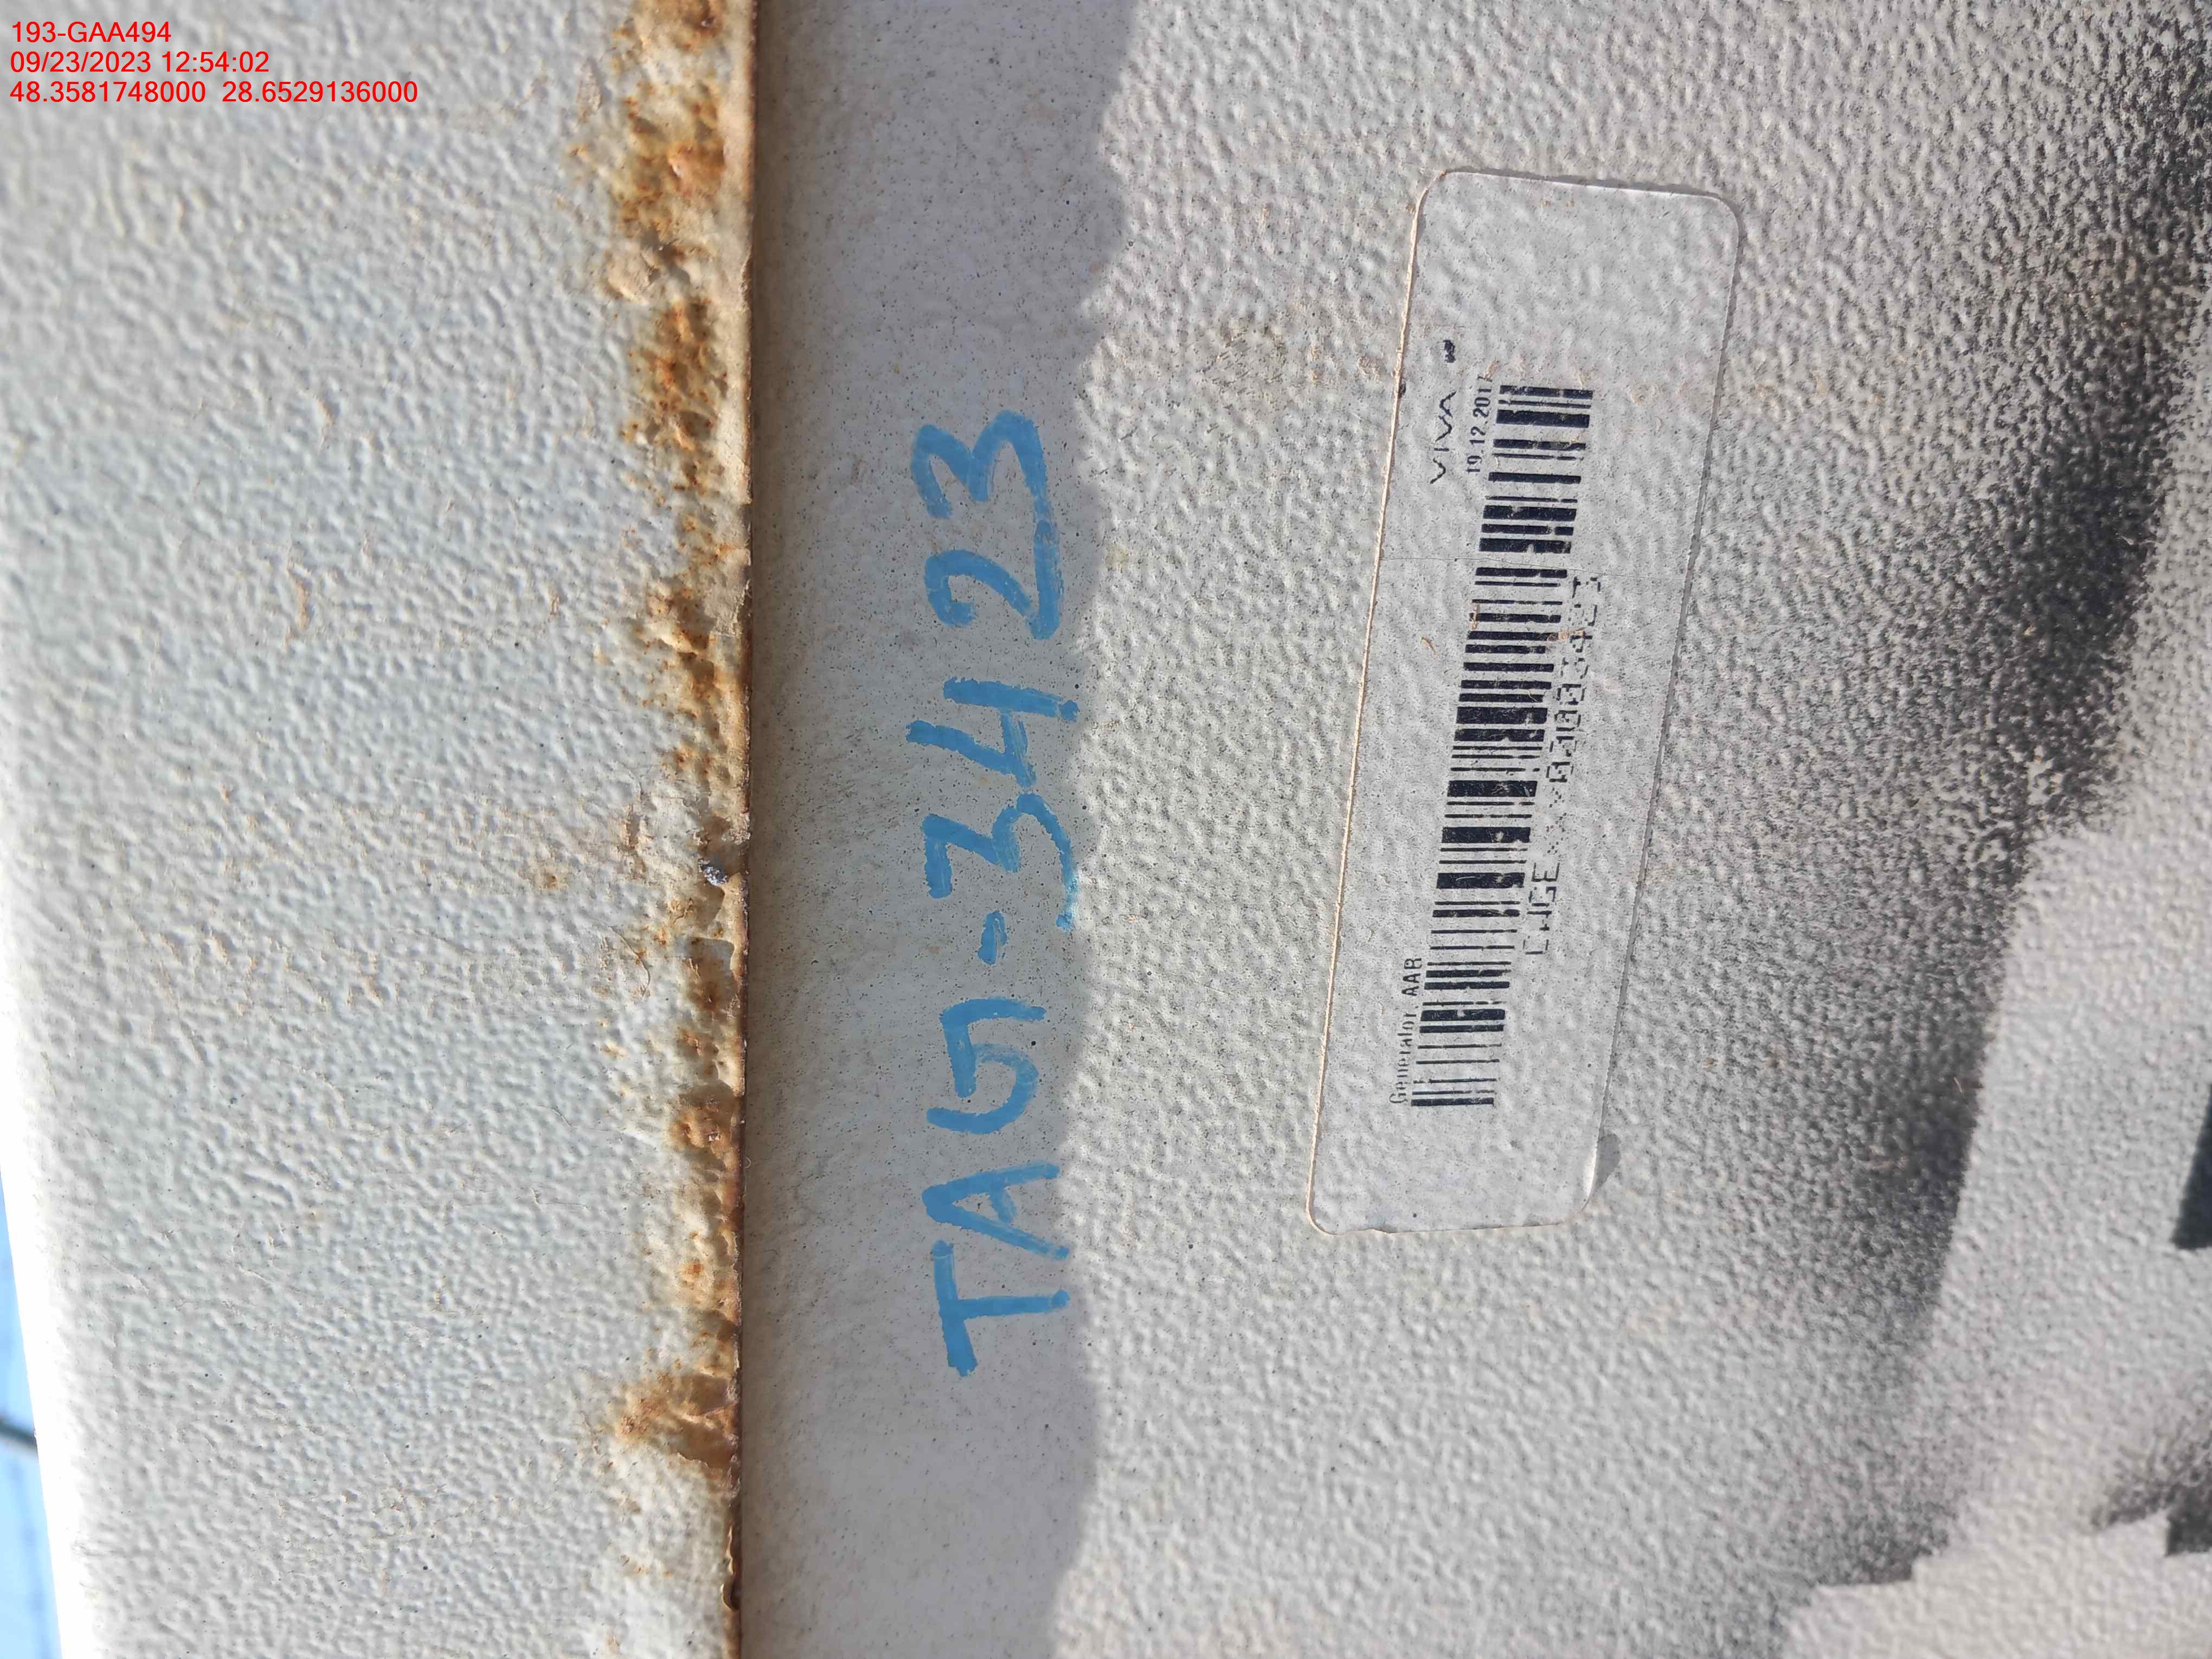 193-GAA494
09/23/2023 12:54:02
48.3581748000 28.6529136000
TAG-3423
VIVA
Generator AAB
19.12.2017